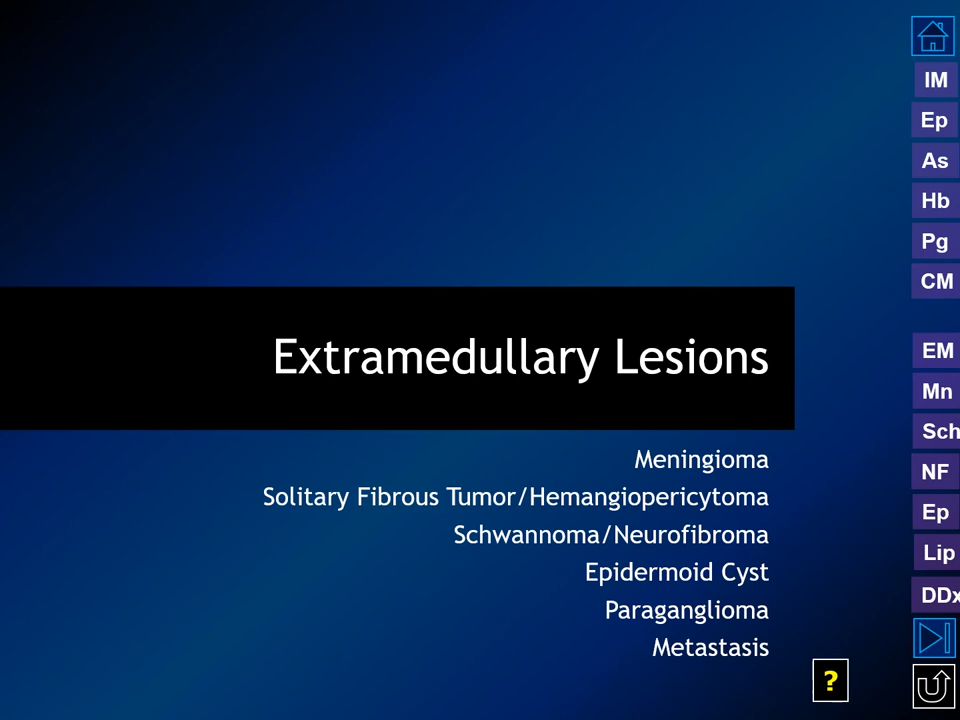 Extramedullary Lesions
Meningioma
Solitary Fibrous Tumor/Hemangiopericytoma
Schwannoma/Neurofibroma
Epidermoid Cyst
Paraganglioma
Metastasis
IM
Ep
As
Hb
Pg
CM
EM
Mn
Sch
NF
Ep
Lip
DDx
?